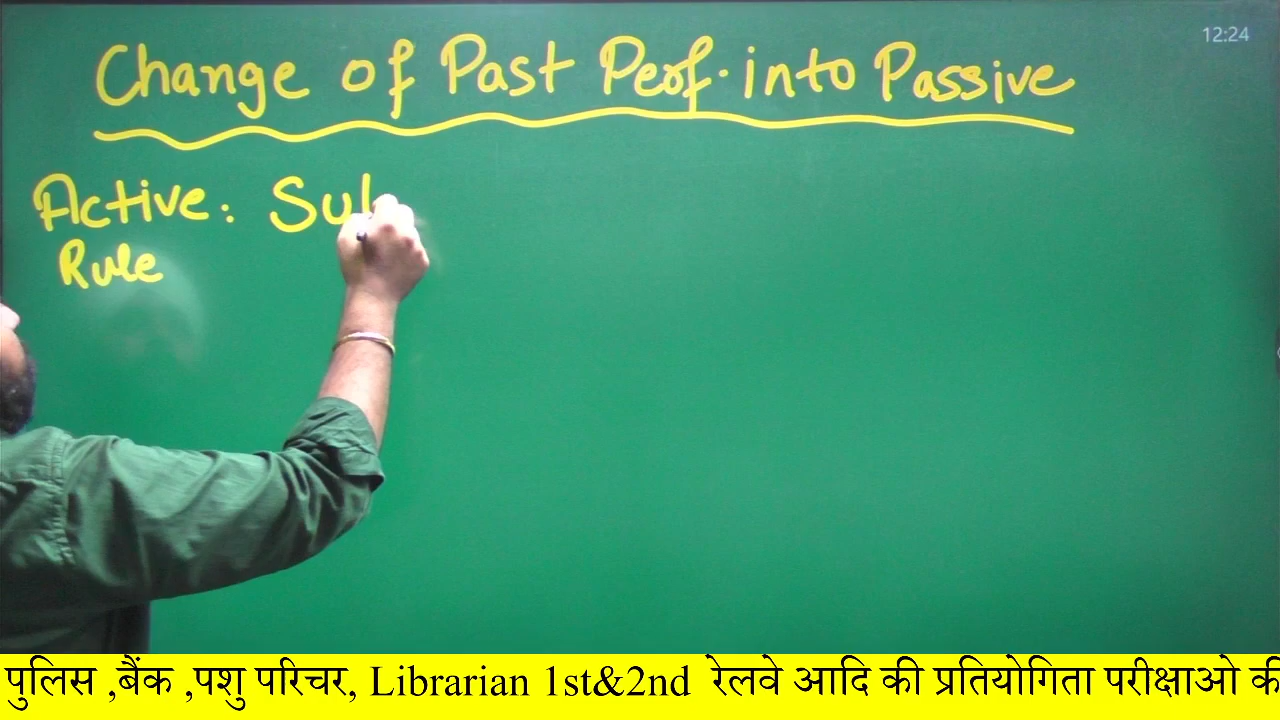 12:24
Change of Past Perf. into Passive
Active:
Rule
पुलिस ,बैंक ,पशु परिचर, Librarian 1st&2nd रेलवे आदि की प्रतियोगिता परीक्षाओ की